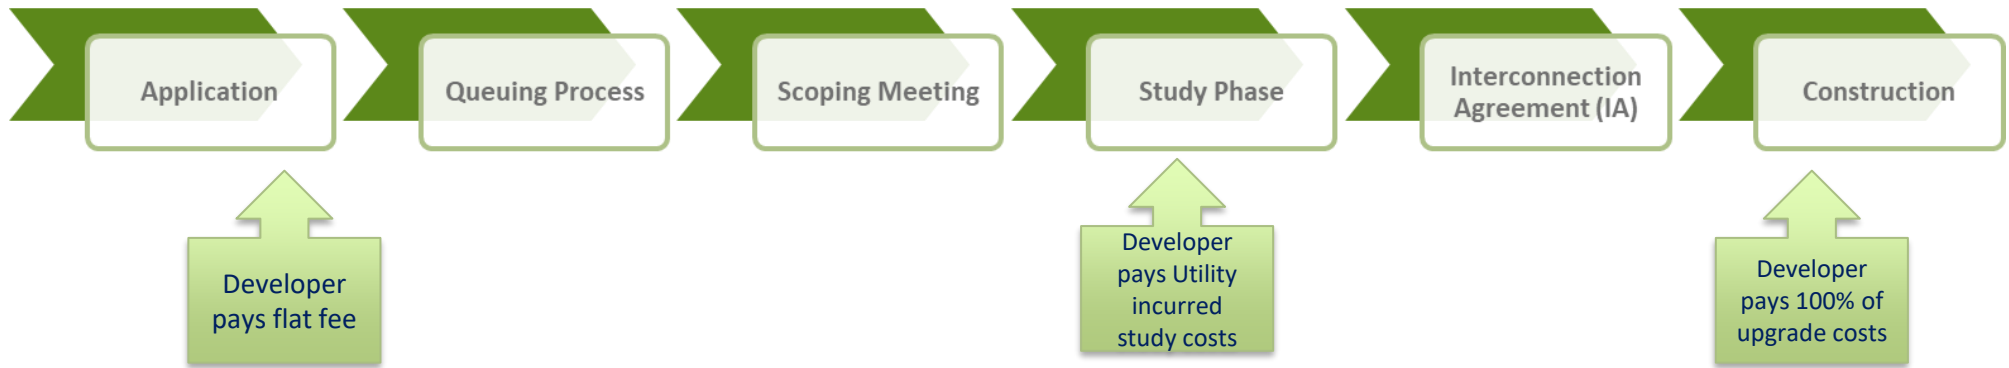 Application
Queuing Process
Scoping Meeting
Study Phase
Interconnection
Agreement (IA)
Construction
Developer
pays flat fee
Developer
pays Utility
incurred
study costs
Developer
pays 100% of
upgrade costs